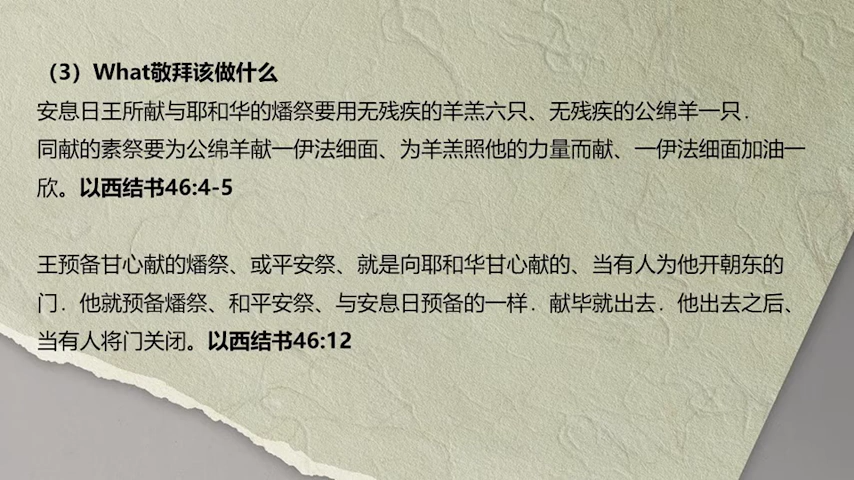 （3）What敬拜该做什么
安息日王所献与耶和华的燔祭要用无残疾的羊羔六只、无残疾的公绵羊一只．
同献的素祭要为公绵羊献一伊法细面、为羊羔照他的力量而献、一伊法细面加油一
欣。以西结书46:4-5
王预备甘心献的燔祭、或平安祭、就是向耶和华甘心献的、当有人为他开朝东的
门．他就预备燔祭、和平安祭、与安息日预备的一样．献毕就出去．他出去之后、
当有人将门关闭。以西结书46:12